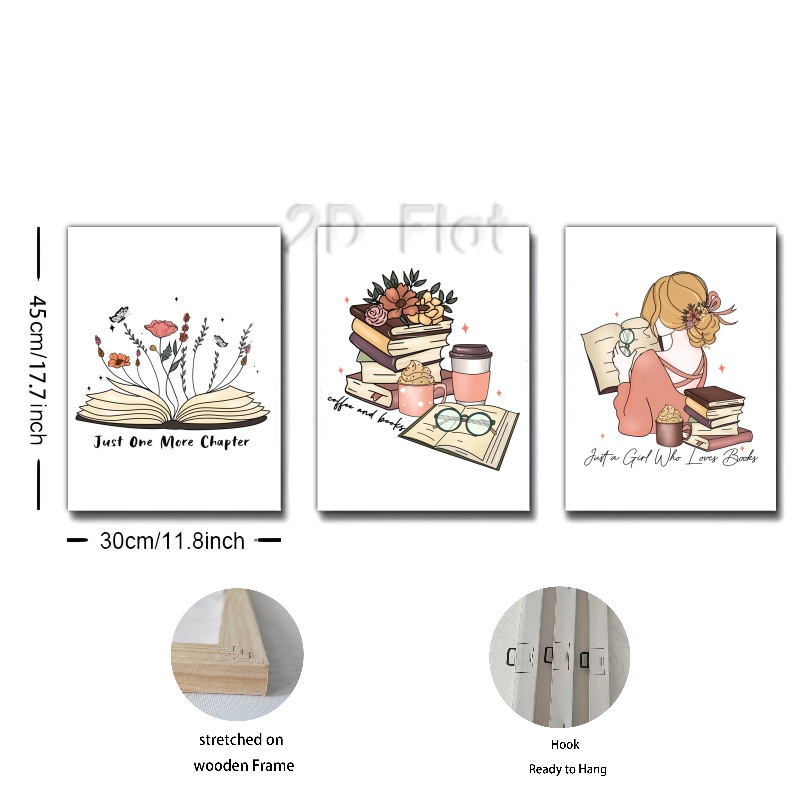 2D Flat
45cm/17.7inch
Just One More Chapter
coffee and books
Just a Girl Who Loves Books
30cm/11.8inch
stretched on
wooden Frame
Hook
Ready to Hang